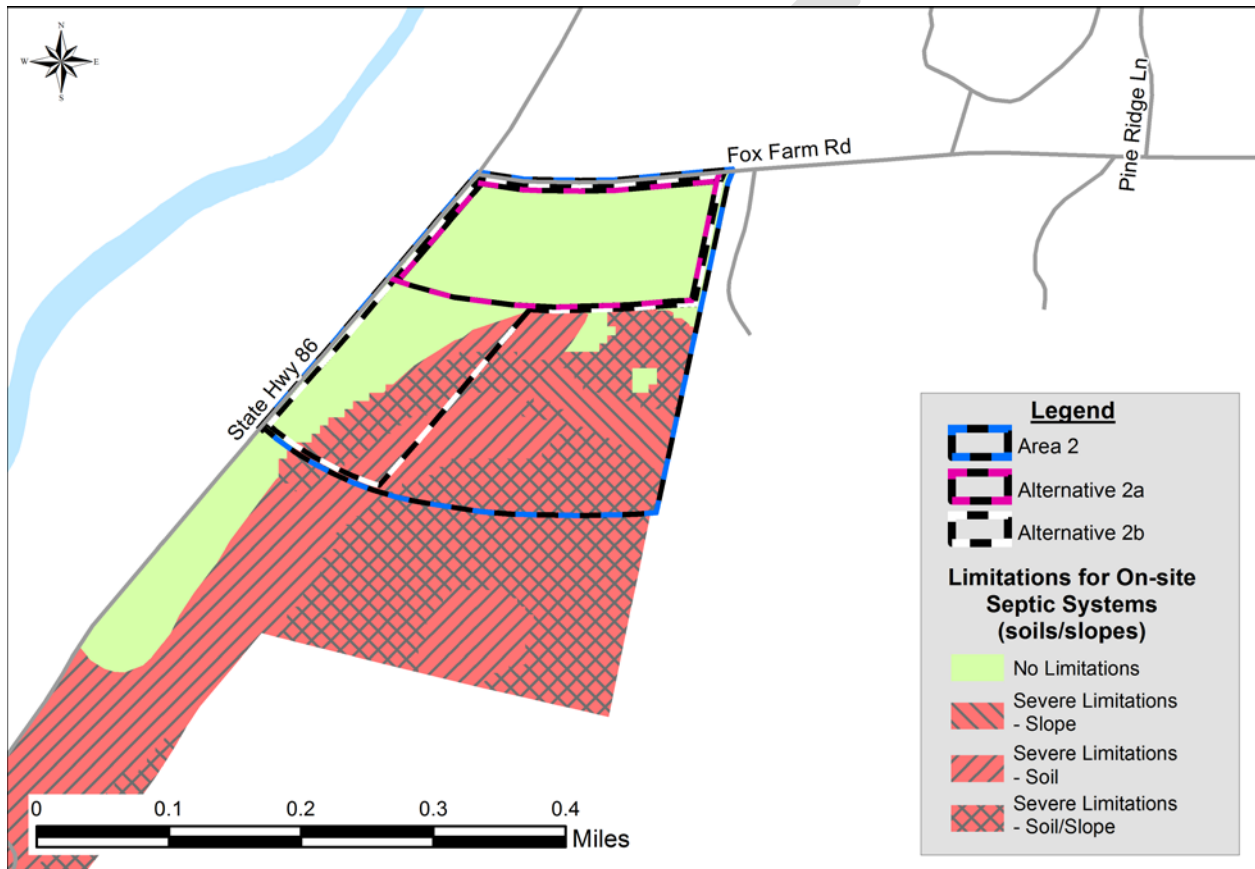 N
W E
S
Fox Farm Rd
Pine Ridge Ln
State Hwy 86
Legend
Area 2
Alternative 2a
Alternative 2b
Limitations for On-site
Septic Systems
(soils/slopes)
No Limitations
Severe Limitations
- Slope
Severe Limitations
- Soil
Severe Limitations
- Soil/Slope
0 0.1 0.2 0.3 0.4
Miles